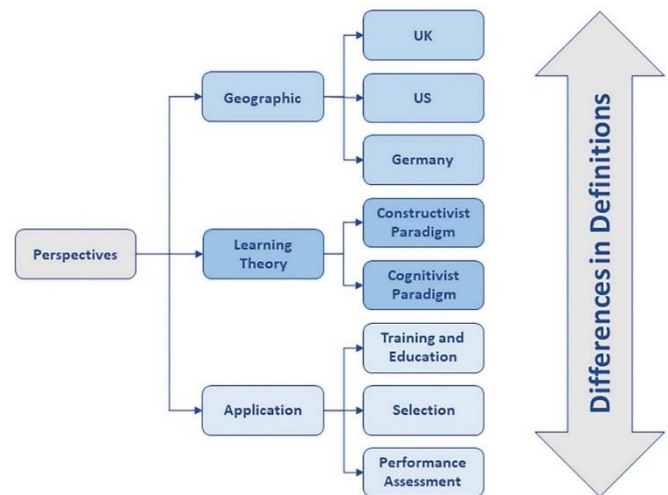 UK
Geographic
US
Germany
Perspectives
Learning
Theory
Constructivist
Paradigm
Cognitivist
Paradigm
Application
Training and
Education
Selection
Performance
Assessment
Differences in Definitions